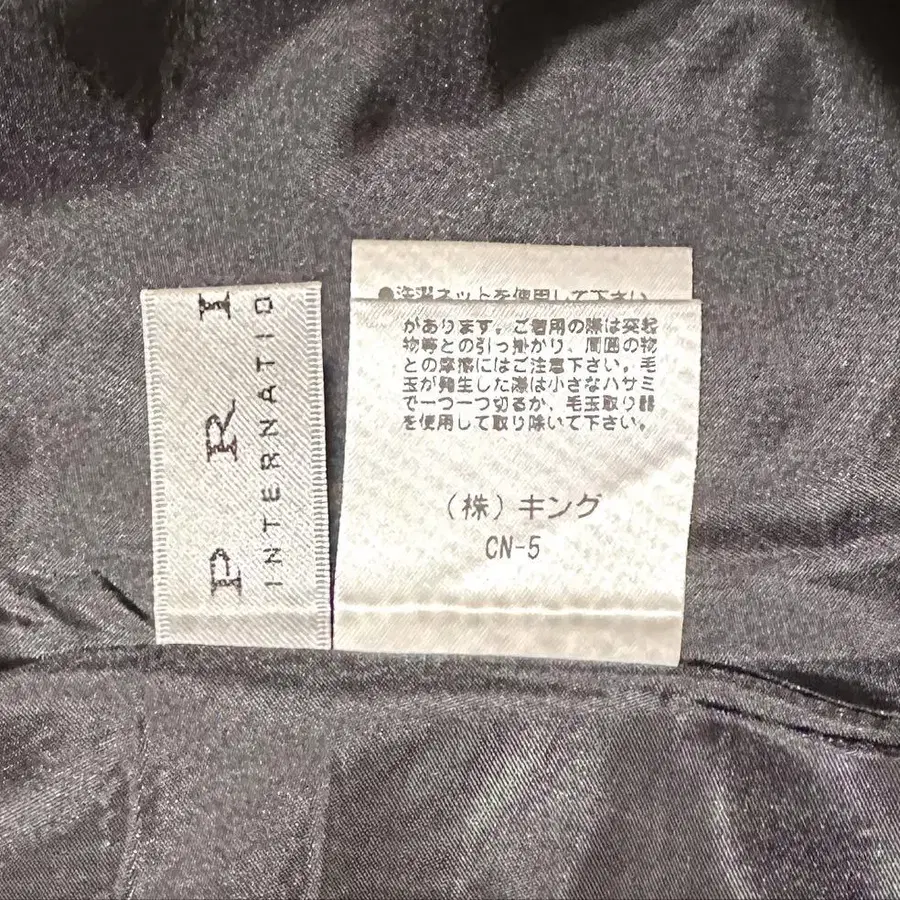 P R I
INTERNATIO
●洗濯ネットを使用して下さい
があります。ご着用の際は突起
物等との引っ掛かり、周囲の物
との摩擦にはご注意下さい。毛
玉が発生した際は小さなハサミ
で一つ一つ切るか、毛玉取り器
を使用して取り除いて下さい。
(株)キング
CN-5